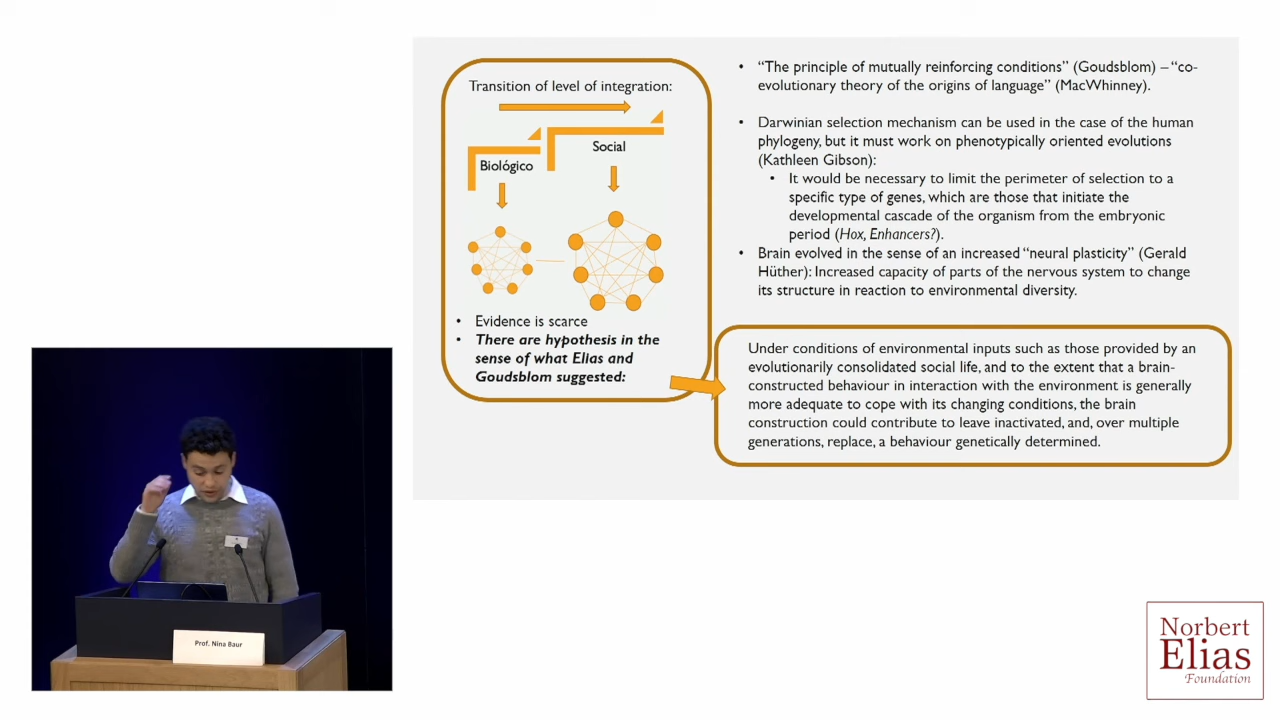 Transition of level of integration:
Social
Biológico
• Evidence is scarce
• There are hypothesis in the
sense of what Elias and
Goudsblom suggested:
• “The principle of mutually reinforcing conditions” (Goudsblom) – “co-
evolutionary theory of the origins of language” (MacWhinney).
• Darwinian selection mechanism can be used in the case of the human
phylogeny, but it must work on phenotypically oriented evolutions
(Kathleen Gibson):
• It would be necessary to limit the perimeter of selection to a
specific type of genes, which are those that initiate the
developmental cascade of the organism from the embryonic
period (Hox, Enhancers?).
• Brain evolved in the sense of an increased “neural plasticity” (Gerald
Hüther): Increased capacity of parts of the nervous system to change
its structure in reaction to environmental diversity.
Under conditions of environmental inputs such as those provided by an
evolutionarily consolidated social life, and to the extent that a brain-
constructed behaviour in interaction with the environment is generally
more adequate to cope with its changing conditions, the brain
construction could contribute to leave inactivated, and, over multiple
generations, replace, a behaviour genetically determined.
Prof. Nina Baur
Norbert
Elias
Foundation